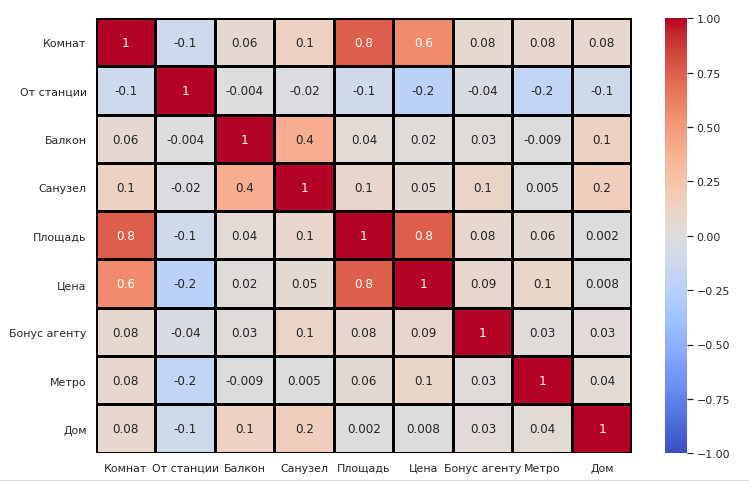 1.00
Комнат 1 -0.1 0.06 0.1 0.8 0.6 0.08 0.08 0.08
0.75
От станции -0.1 1 -0.004 -0.02 -0.1 -0.2 -0.04 -0.2 -0.1
0.50
Балкон 0.06 -0.004 1 0.4 0.04 0.02 0.03 -0.009 0.1
0.25
Санузел 0.1 -0.02 0.4 1 0.1 0.05 0.1 0.005 0.2
Площадь 0.8 -0.1 0.04 0.1 1 0.8 0.08 0.06 0.002
0.00
Цена 0.6 -0.2 0.02 0.05 0.8 1 0.09 0.1 0.008
−0.25
Бонус агенту 0.08 -0.04 0.03 0.1 0.08 0.09 1 0.03 0.03
−0.50
Метро 0.08 -0.2 -0.009 0.005 0.06 0.1 0.03 1 0.04
−0.75
Дом 0.08 -0.1 0.1 0.2 0.002 0.008 0.03 0.04 1
−1.00
Комнат От станции Балкон Санузел Площадь Цена Бонус агенту Метро Дом